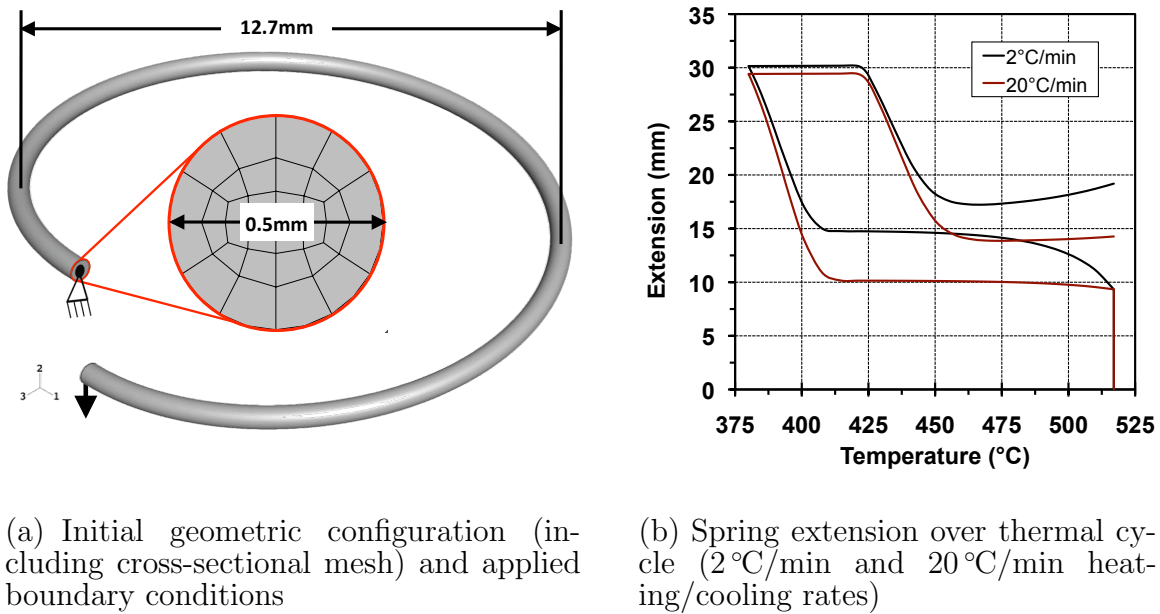 12.7mm
0.5mm
2
3
1
35
30
25
20
15
10
5
0
Extension (mm)
2°C/min
20°C/min
375 400 425 450 475 500 525
Temperature (°C)
(a) Initial geometric configuration (in-
cluding cross-sectional mesh) and applied
boundary conditions
(b) Spring extension over thermal cy-
cle (2 °C/min and 20 °C/min heat-
ing/cooling rates)